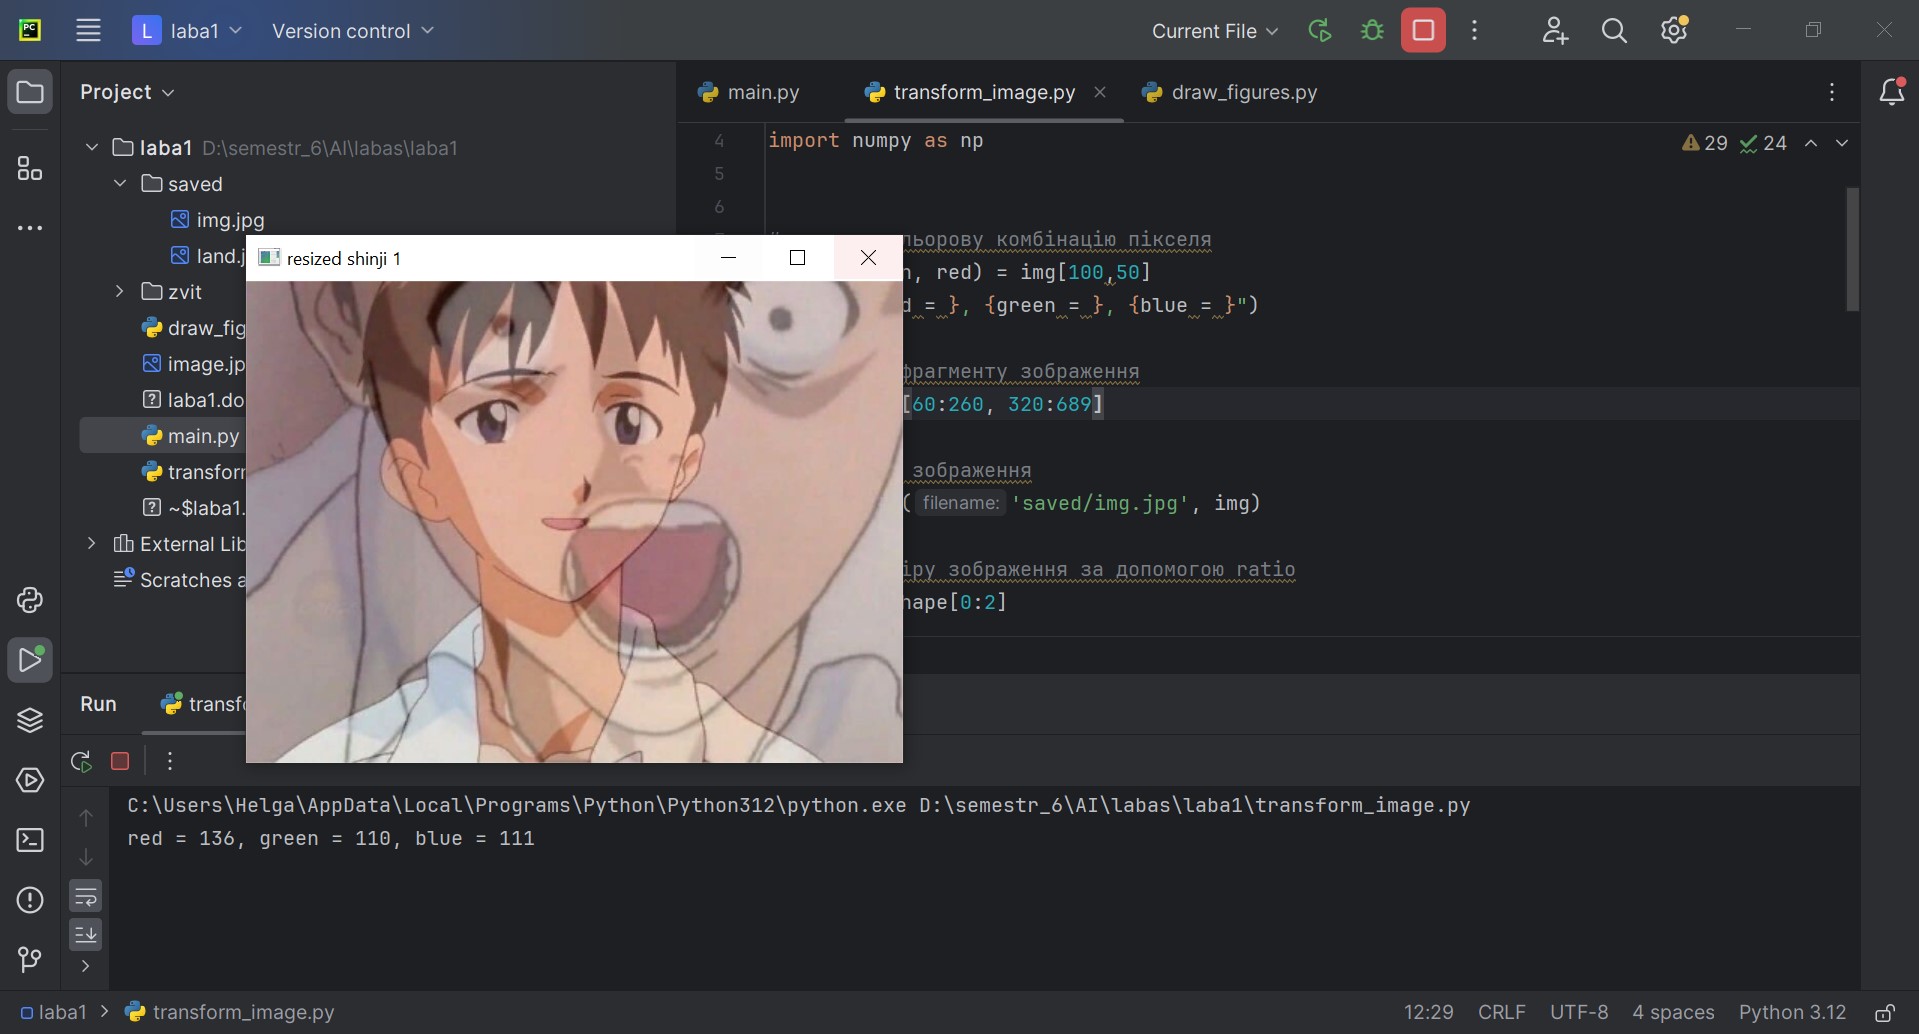 PC
L laba1 Version control Current File
Project
main.py transform_image.py draw_figures.py
laba1 D:\semestr_6\AI\labas\laba1
saved
img.jpg
land.j
zvit
draw_fig
image.jp
laba1.do
main.py
transfor
~$laba1.
External Lib
Scratches a
29 24
4 import numpy as np
5
6
льорову комбінацію пікселя
, red) = img[100,50]
d = }, {green = }, {blue = }")
фрагменту зображення
[60:260, 320:689]
зображення
(filename: 'saved/img.jpg', img)
іру зображення за допомогою ratio
hape[0:2]
resized shinji 1
Run transfo
C:\Users\Helga\AppData\Local\Programs\Python\Python312\python.exe D:\semestr_6\AI\labas\laba1\transform_image.py
red = 136, green = 110, blue = 111
laba1 > transform_image.py 12:29 CRLF UTF-8 4 spaces Python 3.12